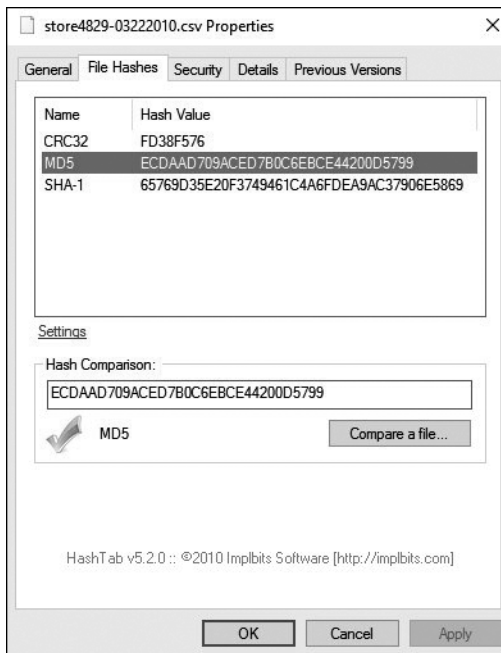 store4829-03222010.csv Properties
General File Hashes Security Details Previous Versions
Name Hash Value
CRC32 FD38F576
MD5 ECDAAD709ACED7B0C6EBCE44200D5799
SHA-1 65769D35E20F3749461C4A6FDEA9AC37906E5869
Settings
Hash Comparison:
ECDAAD709ACED7B0C6EBCE44200D5799
MD5 Compare a file...
HashTab v5.2.0 :: ©2010 Implbits Software [http://implbits.com]
OK Cancel Apply